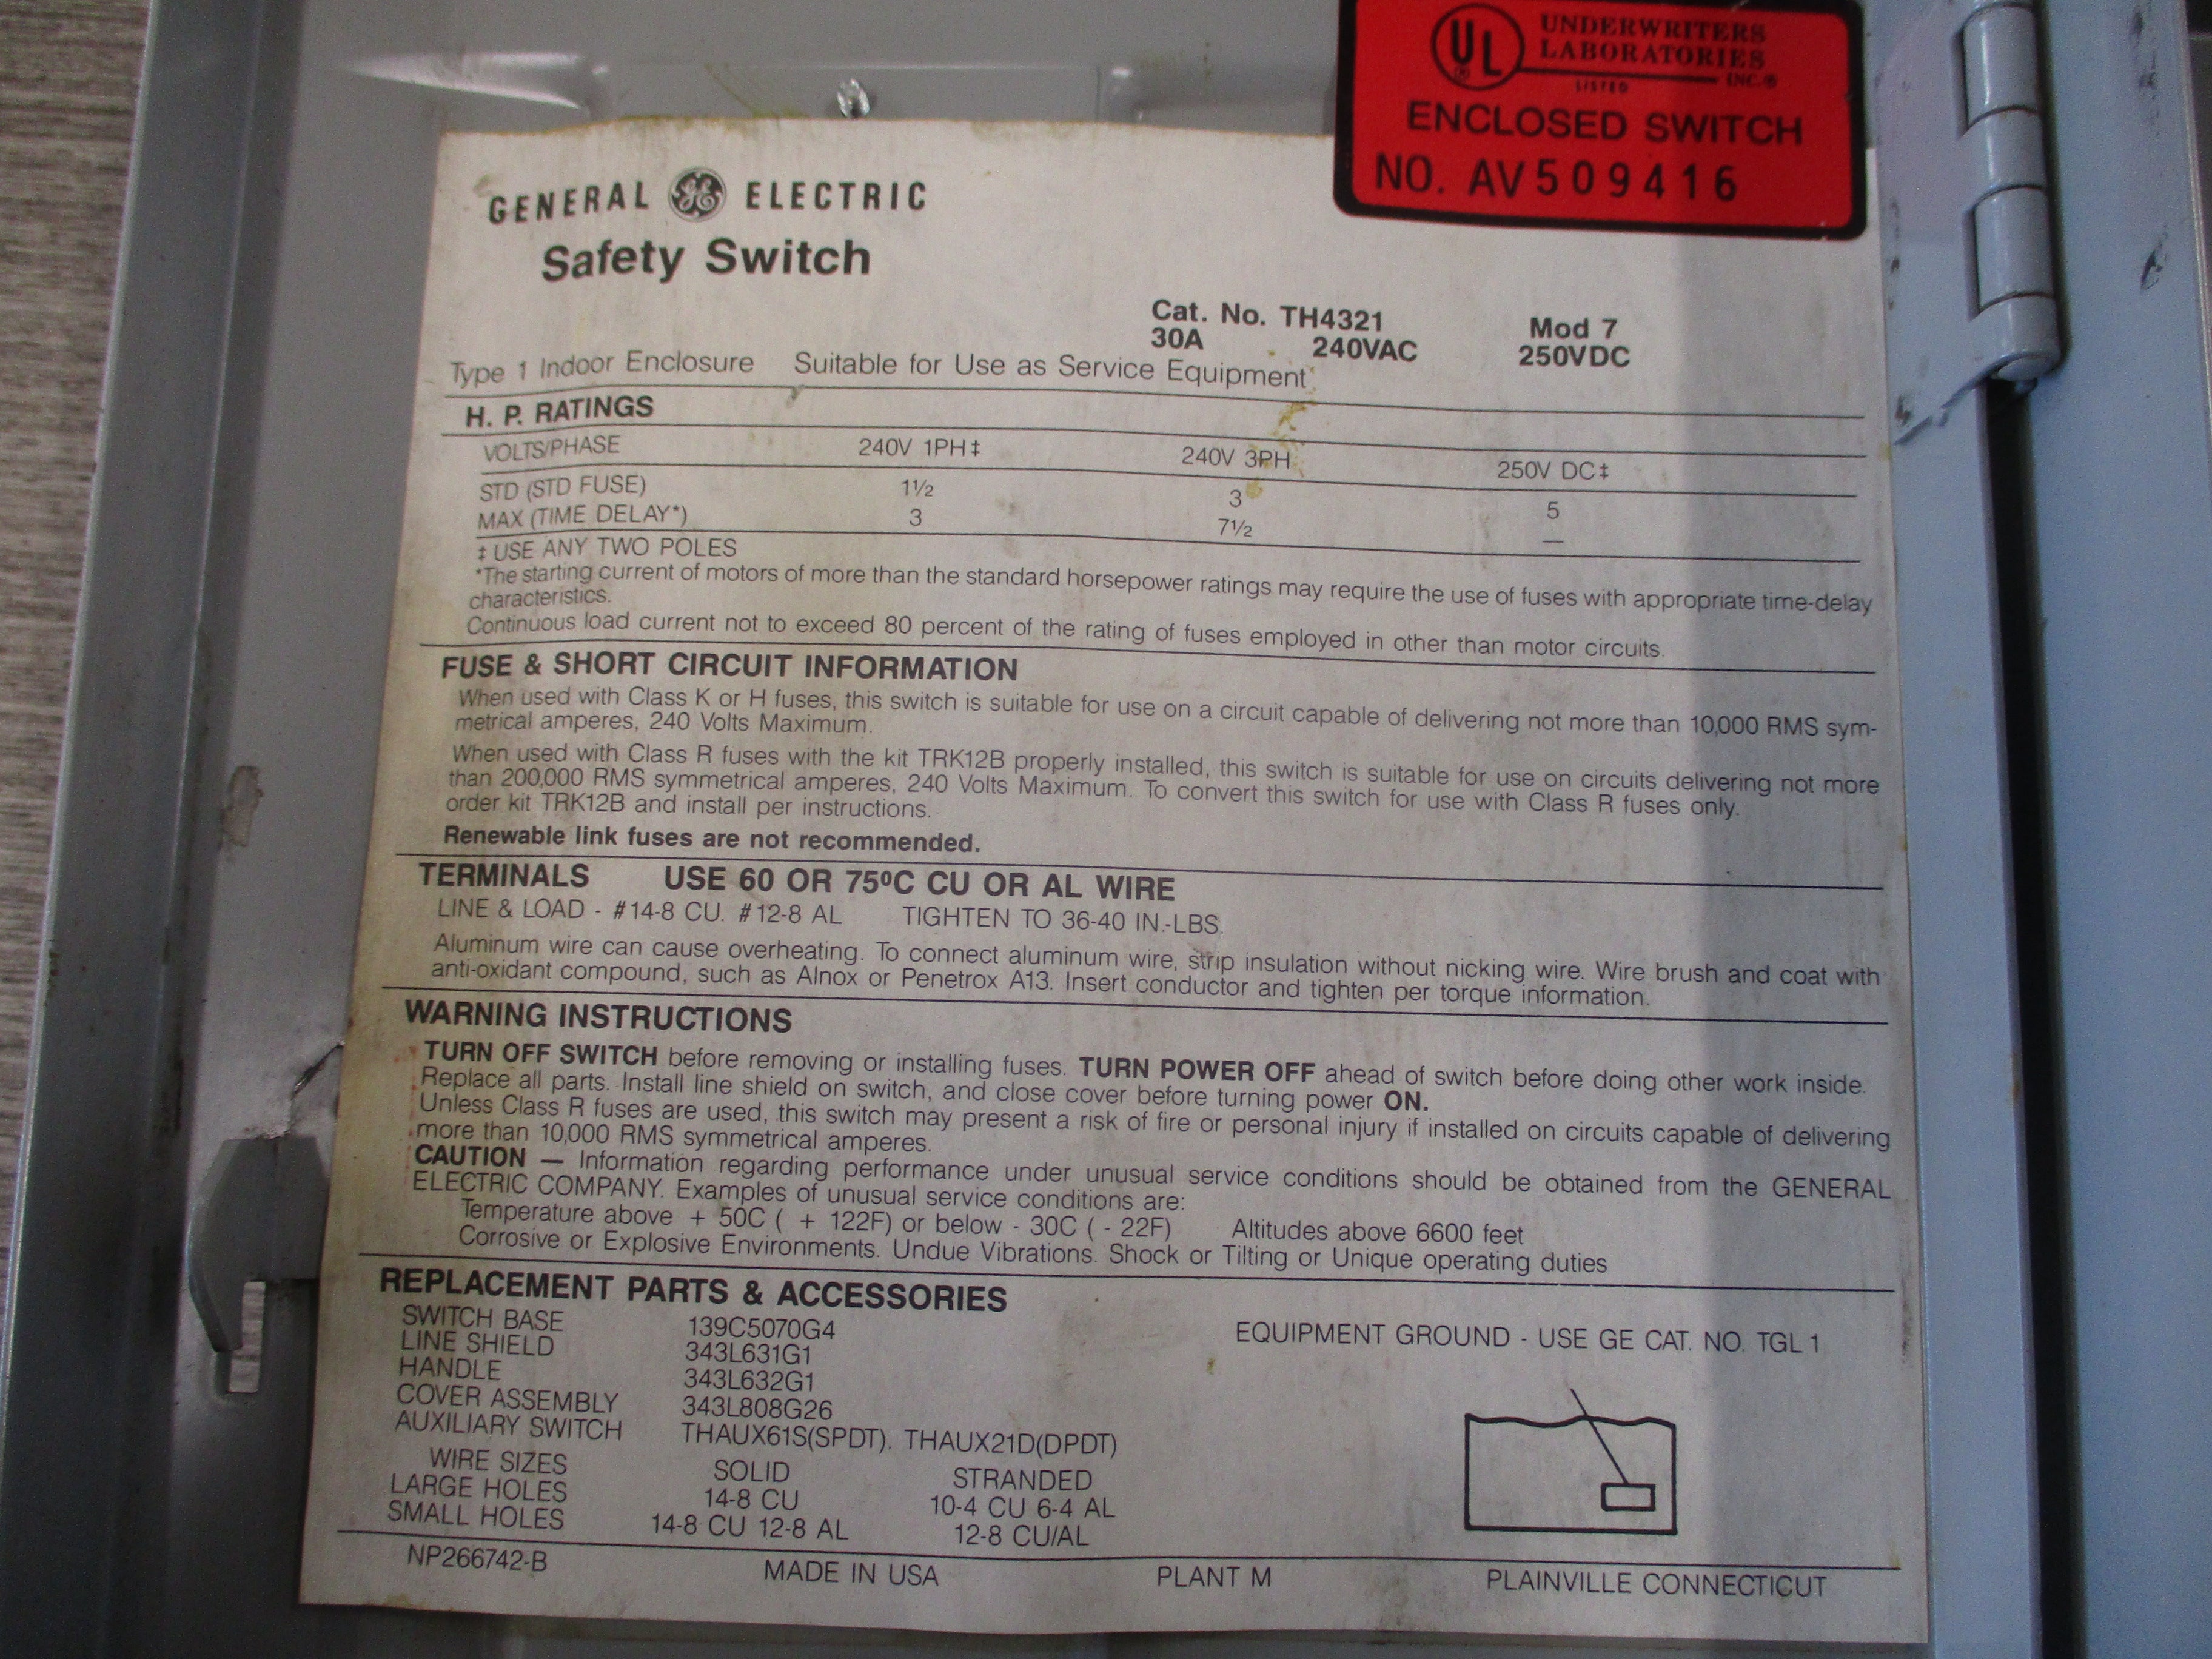 UL
UNDERWRITERS
LABORATORIES
INC.®
LISTED
ENCLOSED SWITCH
NO. AV509416
GENERAL GE ELECTRIC
Safety Switch
Cat. No. TH4321 Mod 7
30A 240VAC 250VDC
Type 1 Indoor Enclosure Suitable for Use as Service Equipment
H. P. RATINGS
VOLTS/PHASE 240V 1PH‡ 240V 3PH 250V DC‡
STD (STD FUSE) 1½ 3 5
MAX (TIME DELAY*) 3 7½ —
‡ USE ANY TWO POLES
*The starting current of motors of more than the standard horsepower ratings may require the use of fuses with appropriate time-delay
characteristics.
Continuous load current not to exceed 80 percent of the rating of fuses employed in other than motor circuits.
FUSE & SHORT CIRCUIT INFORMATION
When used with Class K or H fuses, this switch is suitable for use on a circuit capable of delivering not more than 10,000 RMS sym-
metrical amperes, 240 Volts Maximum.
When used with Class R fuses with the kit TRK12B properly installed, this switch is suitable for use on circuits delivering not more
than 200,000 RMS symmetrical amperes, 240 Volts Maximum. To convert this switch for use with Class R fuses only.
order kit TRK12B and install per instructions.
Renewable link fuses are not recommended.
TERMINALS USE 60 OR 75ºC CU OR AL WIRE
LINE & LOAD - #14-8 CU. #12-8 AL TIGHTEN TO 36-40 IN.-LBS.
Aluminum wire can cause overheating. To connect aluminum wire, strip insulation without nicking wire. Wire brush and coat with
anti-oxidant compound, such as Alnox or Penetrox A13. Insert conductor and tighten per torque information.
WARNING INSTRUCTIONS
TURN OFF SWITCH before removing or installing fuses. TURN POWER OFF ahead of switch before doing other work inside.
Replace all parts. Install line shield on switch, and close cover before turning power ON.
Unless Class R fuses are used, this switch may present a risk of fire or personal injury if installed on circuits capable of delivering
more than 10,000 RMS symmetrical amperes.
CAUTION — Information regarding performance under unusual service conditions should be obtained from the GENERAL
ELECTRIC COMPANY. Examples of unusual service conditions are:
Temperature above + 50C ( + 122F) or below - 30C ( - 22F) Altitudes above 6600 feet
Corrosive or Explosive Environments. Undue Vibrations. Shock or Tilting or Unique operating duties
REPLACEMENT PARTS & ACCESSORIES
SWITCH BASE 139C5070G4
LINE SHIELD 343L631G1
HANDLE 343L632G1
COVER ASSEMBLY 343L808G26
AUXILIARY SWITCH THAUX61S(SPDT). THAUX21D(DPDT)
EQUIPMENT GROUND - USE GE CAT. NO. TGL 1
WIRE SIZES SOLID STRANDED
LARGE HOLES 14-8 CU 10-4 CU 6-4 AL
SMALL HOLES 14-8 CU 12-8 AL 12-8 CU/AL
NP266742-B MADE IN USA PLANT M PLAINVILLE CONNECTICUT